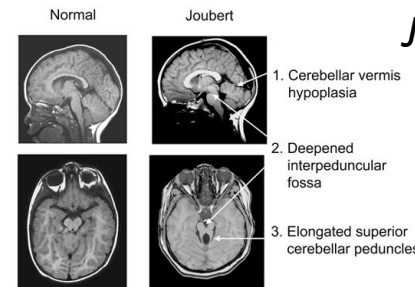 Normal
Joubert
J
1. Cerebellar vermis
hypoplasia
2. Deepened
interpeduncular
fossa
3. Elongated superior
cerebellar peduncles